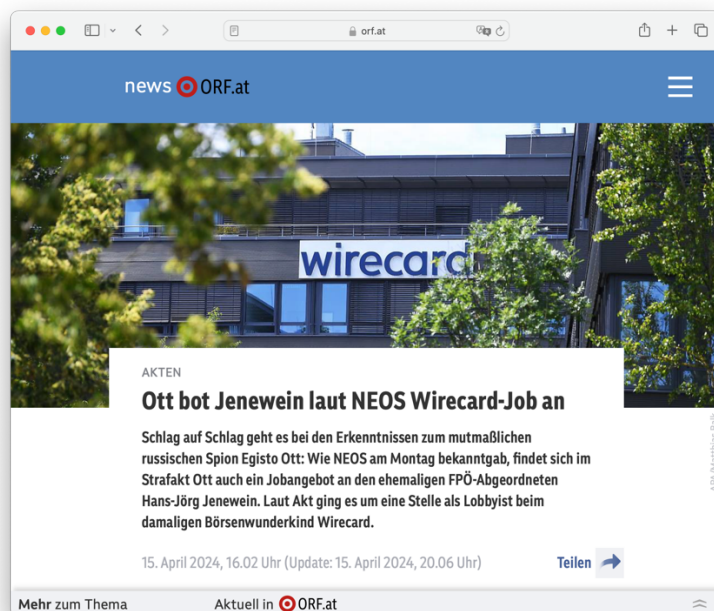 orf.at
news ORF.at
wirecard
AKTEN
Ott bot Jenewein laut NEOS Wirecard-Job an
Schlag auf Schlag geht es bei den Erkenntnissen zum mutmaßlichen
russischen Spion Egisto Ott: Wie NEOS am Montag bekanntgab, findet sich im
Strafakt Ott auch ein Jobangebot an den ehemaligen FPÖ-Abgeordneten
Hans-Jörg Jenewein. Laut Akt ging es um eine Stelle als Lobbyist beim
damaligen Börsenwunderkind Wirecard.
15. April 2024, 16.02 Uhr (Update: 15. April 2024, 20.06 Uhr)
Teilen
Mehr zum Thema
Aktuell in ORF.at